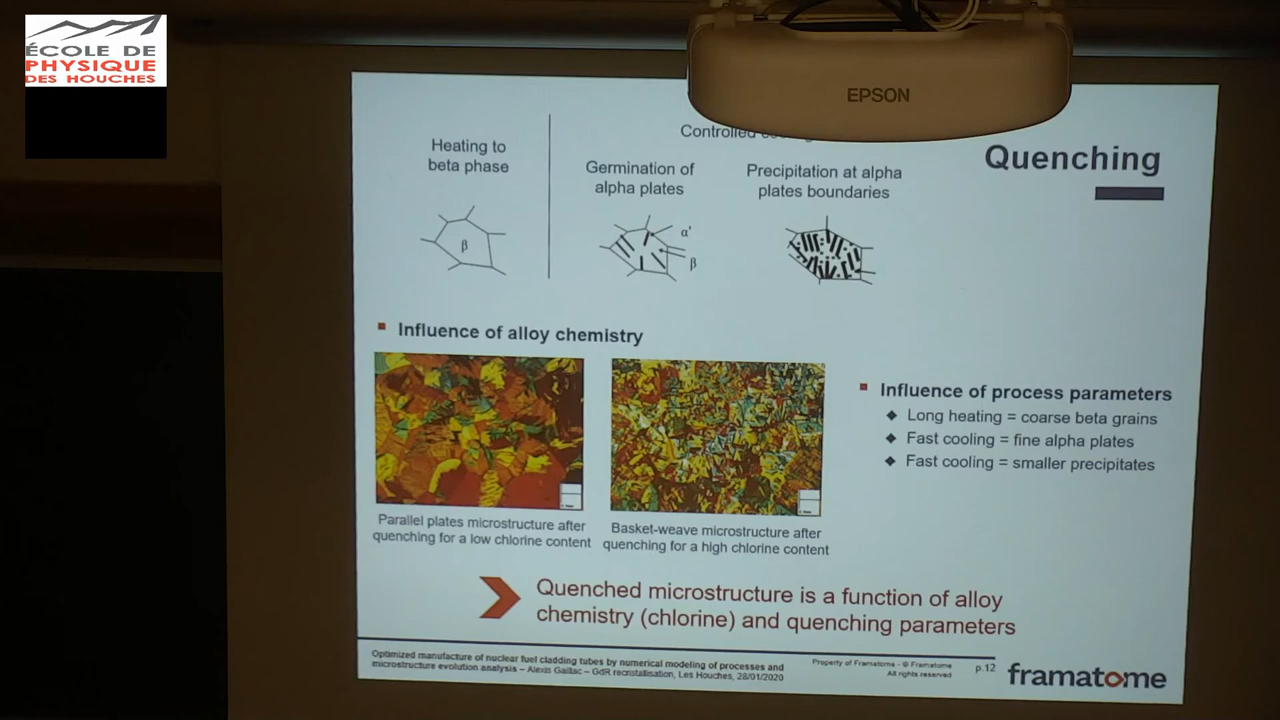 ÉCOLE DE
PHYSIQUE
DES HOUCHES
EPSON
Quenching
Controlled
Heating to
beta phase
Germination of
alpha plates
Precipitation at alpha
plates boundaries
β
α'
β
Influence of alloy chemistry
Parallel plates microstructure after
quenching for a low chlorine content
Basket-weave microstructure after
quenching for a high chlorine content
Influence of process parameters
Long heating = coarse beta grains
Fast cooling = fine alpha plates
Fast cooling = smaller precipitates
Quenched microstructure is a function of alloy
chemistry (chlorine) and quenching parameters
Optimized manufacture of nuclear fuel cladding tubes by numerical modeling of processes and
microstructure evolution analysis – Alexis Gaillac – GdR recristallisation, Les Houches, 28/01/2020
Property of Framatome - © Framatome
All rights reserved
p.12
framatome